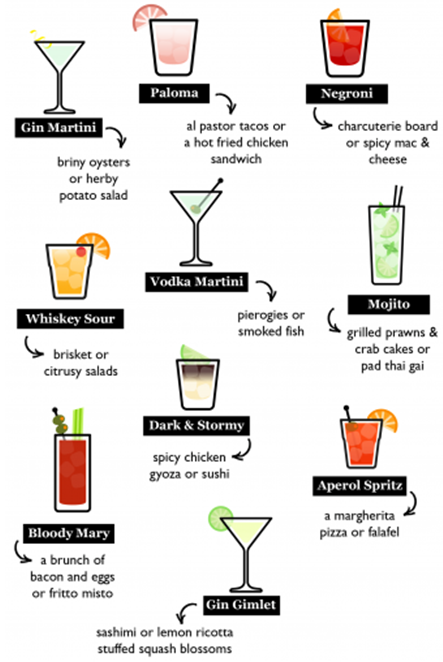 Gin Martini
briny oysters
or herby
potato salad
Paloma
al pastor tacos or
a hot fried chicken
sandwich
Negroni
charcuterie board
or spicy mac &
cheese
Whiskey Sour
brisket or
citrusy salads
Vodka Martini
pierogies or
smoked fish
Mojito
grilled prawns &
crab cakes or
pad thai gai
Dark & Stormy
spicy chicken
gyoza or sushi
Bloody Mary
a brunch of
bacon and eggs
or fritto misto
Aperol Spritz
a margherita
pizza or falafel
Gin Gimlet
sashimi or lemon ricotta
stuffed squash blossoms